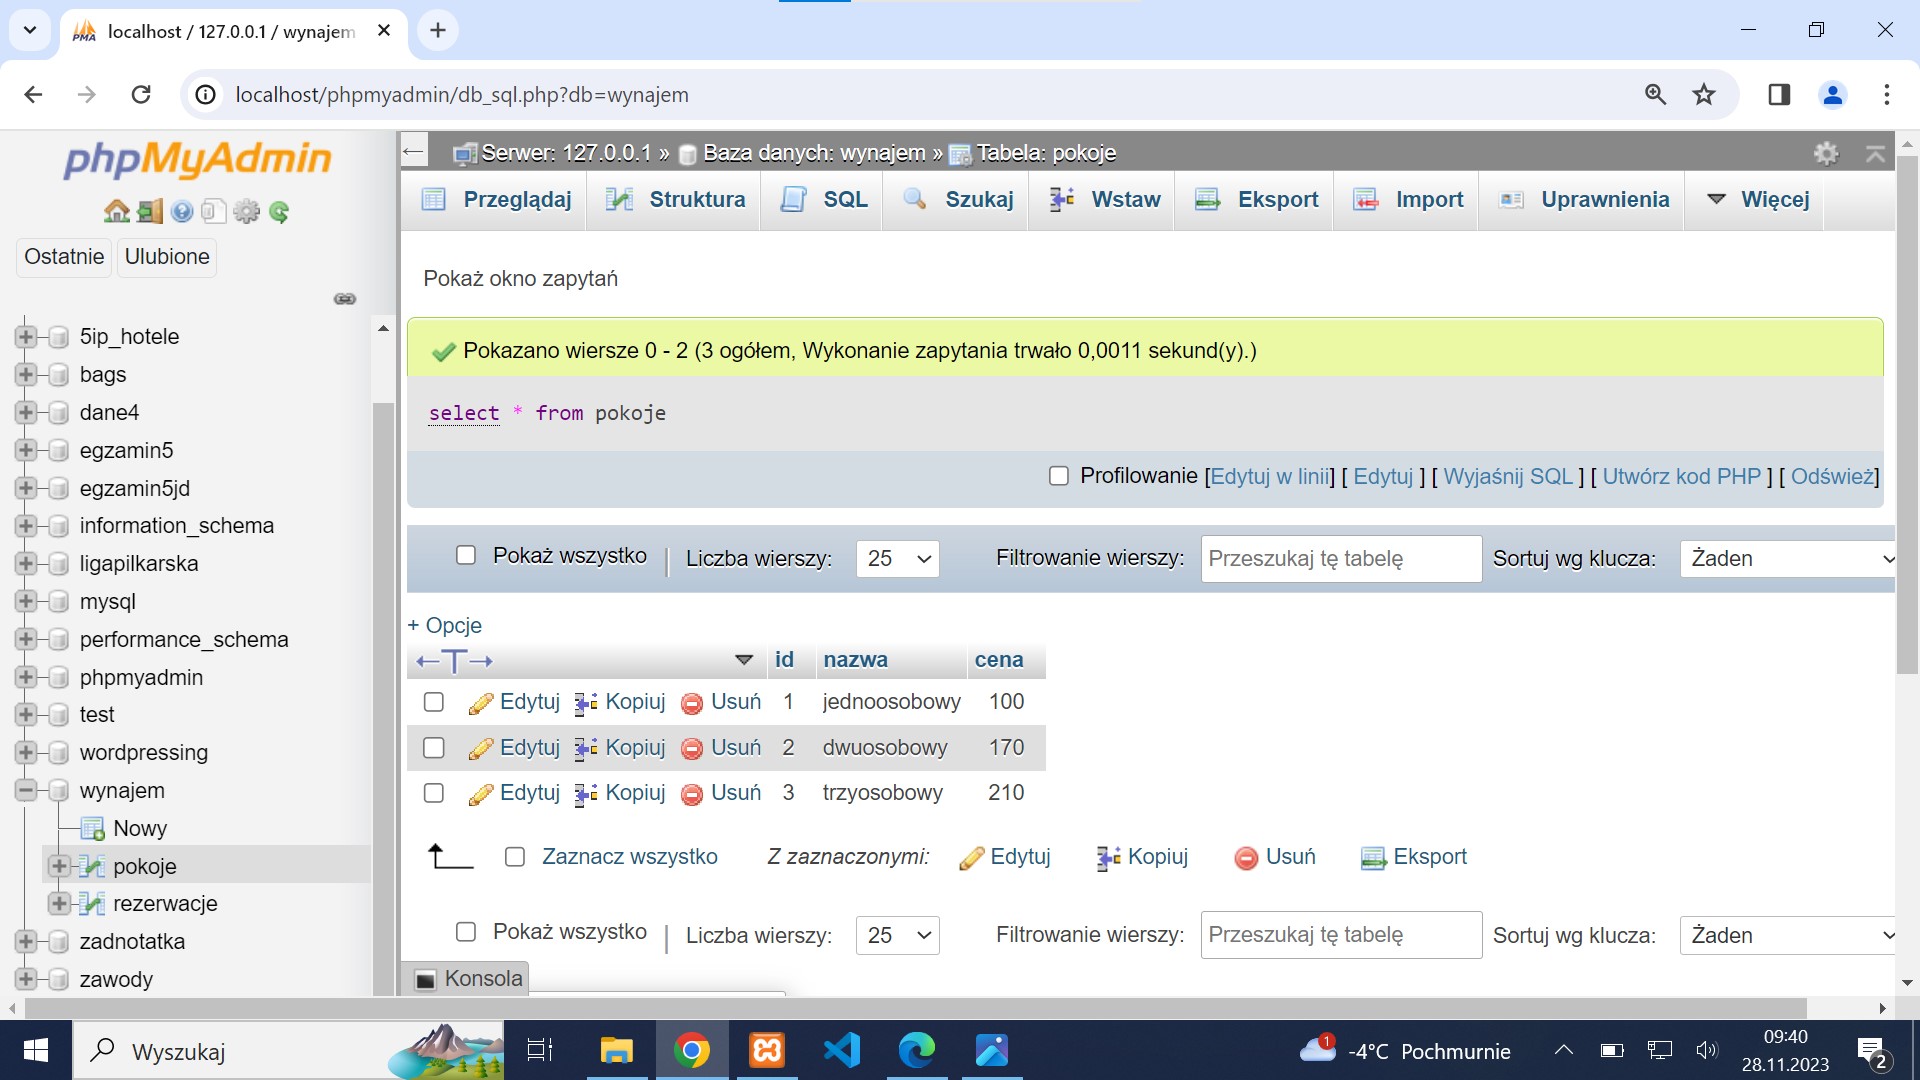 localhost / 127.0.0.1 / wynajem
localhost/phpmyadmin/db_sql.php?db=wynajem
phpMyAdmin
Ostatnie Ulubione
5ip_hotele
bags
dane4
egzamin5
egzamin5jd
information_schema
ligapilkarska
mysql
performance_schema
phpmyadmin
test
wordpressing
wynajem
Nowy
pokoje
rezerwacje
zadnotatka
zawody
Serwer: 127.0.0.1 » Baza danych: wynajem » Tabela: pokoje
Przeglądaj Struktura SQL Szukaj Wstaw Eksport Import Uprawnienia Więcej
Pokaż okno zapytań
Pokazano wiersze 0 - 2 (3 ogółem, Wykonanie zapytania trwało 0,0011 sekund(y).)
select * from pokoje
Profilowanie [Edytuj w linii] [ Edytuj ] [ Wyjaśnij SQL ] [ Utwórz kod PHP ] [ Odśwież]
Pokaż wszystko | Liczba wierszy: 25 Filtrowanie wierszy: Przeszukaj tę tabelę Sortuj wg klucza: Żaden
+ Opcje
←T→ id nazwa cena
Edytuj Kopiuj Usuń 1 jednoosobowy 100
Edytuj Kopiuj Usuń 2 dwuosobowy 170
Edytuj Kopiuj Usuń 3 trzyosobowy 210
Zaznacz wszystko Z zaznaczonymi: Edytuj Kopiuj Usuń Eksport
Pokaż wszystko | Liczba wierszy: 25 Filtrowanie wierszy: Przeszukaj tę tabelę Sortuj wg klucza: Żaden
Konsola
Wyszukaj
1 -4°C Pochmurnie
09:40
28.11.2023
2